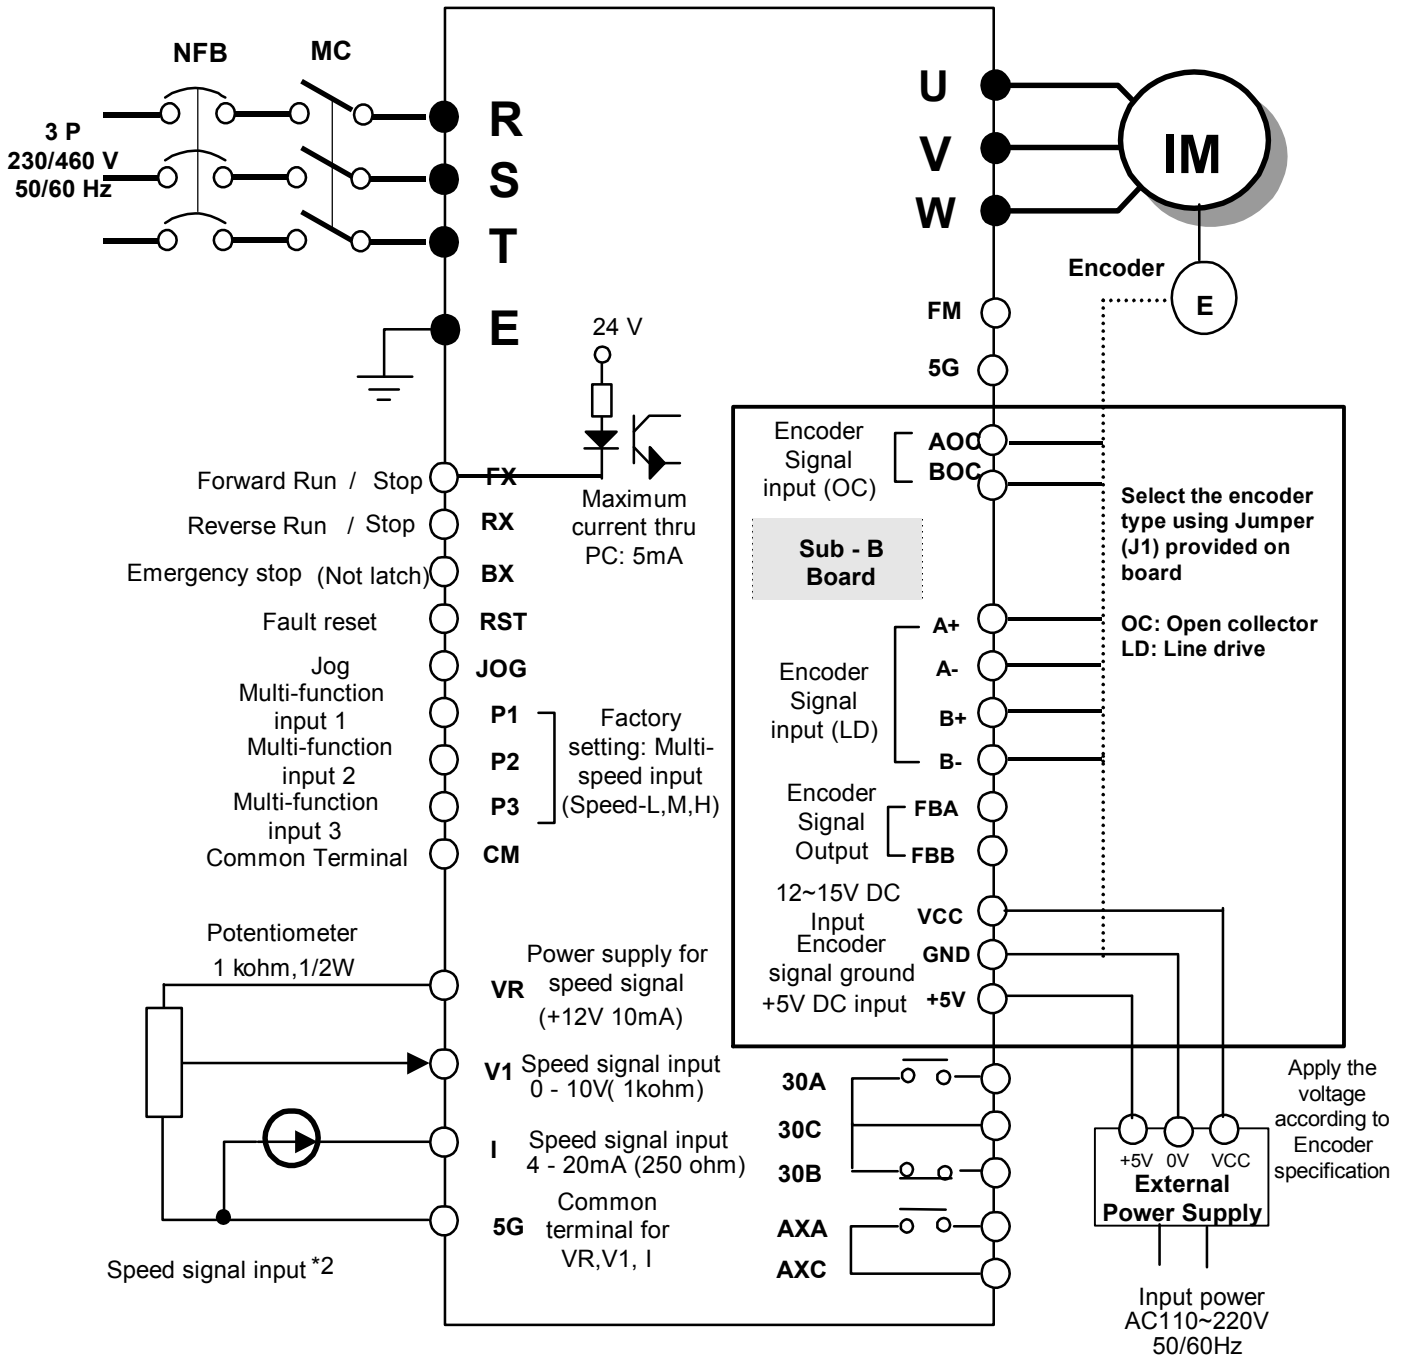 NFB
MC
3 P
230/460 V
50/60 Hz
R
S
T
E
U
V
W
IM
Encoder
E
FM
5G
24 V
Maximum
current thru
PC: 5mA
Forward Run / Stop
FX
Reverse Run / Stop
RX
Emergency stop (Not latch)
BX
Fault reset
RST
Jog
JOG
Multi-function
input 1
P1
Multi-function
input 2
P2
Multi-function
input 3
P3
Factory
setting: Multi-
speed input
(Speed-L,M,H)
Common Terminal
CM
Potentiometer
1 kohm,1/2W
VR
Power supply for
speed signal
(+12V 10mA)
V1
Speed signal input
0 - 10V( 1kohm)
I
Speed signal input
4 - 20mA (250 ohm)
5G
Common
terminal for
VR,V1, I
Speed signal input *2
Encoder
Signal
input (OC)
AOC
BOC
Sub - B
Board
Select the encoder
type using Jumper
(J1) provided on
board
OC: Open collector
LD: Line drive
Encoder
Signal
input (LD)
A+
A-
B+
B-
Encoder
Signal
Output
FBA
FBB
12~15V DC
Input
VCC
Encoder
signal ground
GND
+5V DC input
+5V
30A
30C
30B
AXA
AXC
Apply the
voltage
according to
Encoder
specification
+5V 0V VCC
External
Power Supply
Input power
AC110~220V
50/60Hz